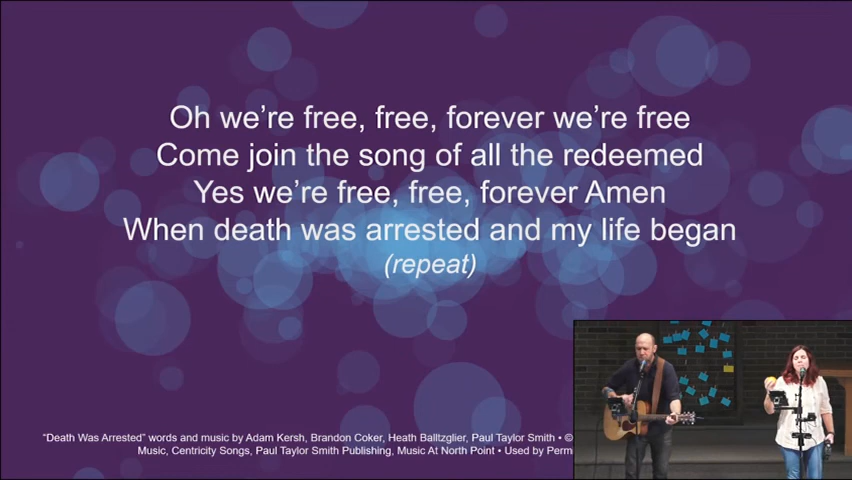 Oh we’re free, free, forever we’re free
Come join the song of all the redeemed
Yes we’re free, free, forever Amen
When death was arrested and my life began
(repeat)
“Death Was Arrested” words and music by Adam Kersh, Brandon Coker, Heath Balltzglier, Paul Taylor Smith • ©
Music, Centricity Songs, Paul Taylor Smith Publishing, Music At North Point • Used by Perm